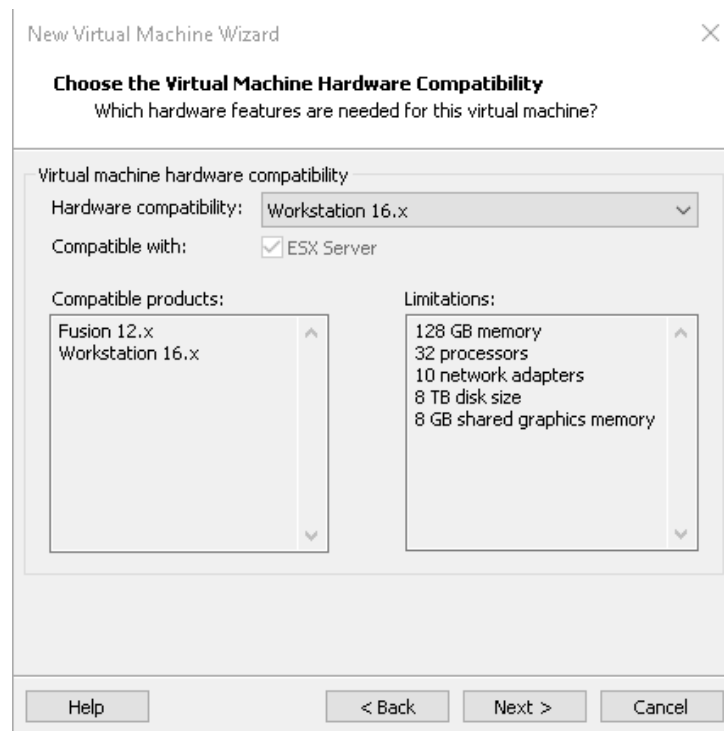 New Virtual Machine Wizard
Choose the Virtual Machine Hardware Compatibility
Which hardware features are needed for this virtual machine?
Virtual machine hardware compatibility
Hardware compatibility: Workstation 16.x
Compatible with: ESX Server
Compatible products:
Fusion 12.x
Workstation 16.x
Limitations:
128 GB memory
32 processors
10 network adapters
8 TB disk size
8 GB shared graphics memory
Help < Back Next > Cancel